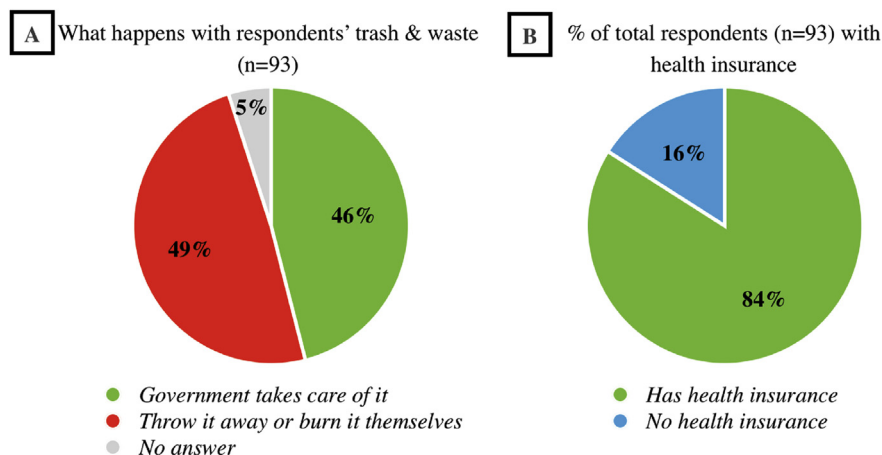 A What happens with respondents' trash & waste
(n=93)
5%
46%
49%
Government takes care of it
Throw it away or burn it themselves
No answer
B % of total respondents (n=93) with
health insurance
16%
84%
Has health insurance
No health insurance